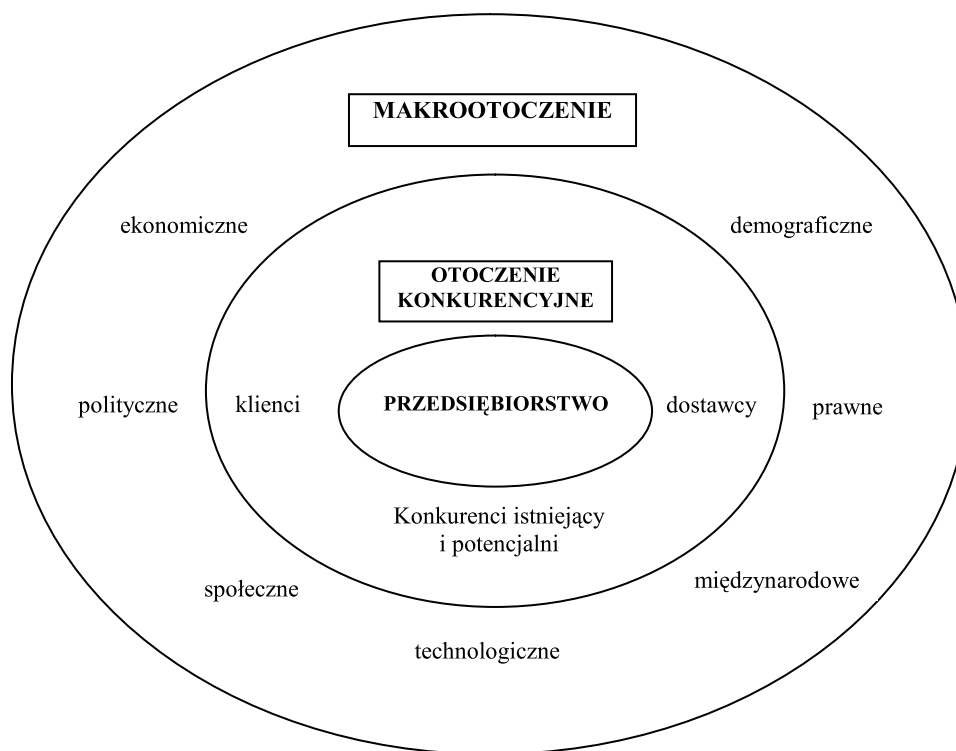 MAKROOTOCZENIE
ekonomiczne
demograficzne
OTOCZENIE
KONKURENCYJNE
polityczne
klienci
PRZEDSIĘBIORSTWO
dostawcy
prawne
Konkurenci istniejący
i potencjalni
społeczne
międzynarodowe
technologiczne